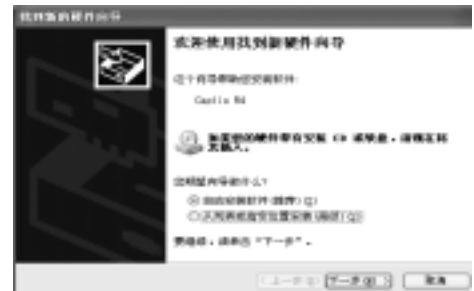 找到新的硬件向导
欢迎使用找到新硬件向导
这个向导帮助您安装软件:
Caplio R4
如果您的硬件带有安装 CD 或软盘，请现在将
其插入。
您期望向导做什么?
自动安装软件(推荐)(I)
从列表或指定位置安装(高级)(S)
要继续，请单击“下一步”。
<上一步(B) 下一步(N) > 取消